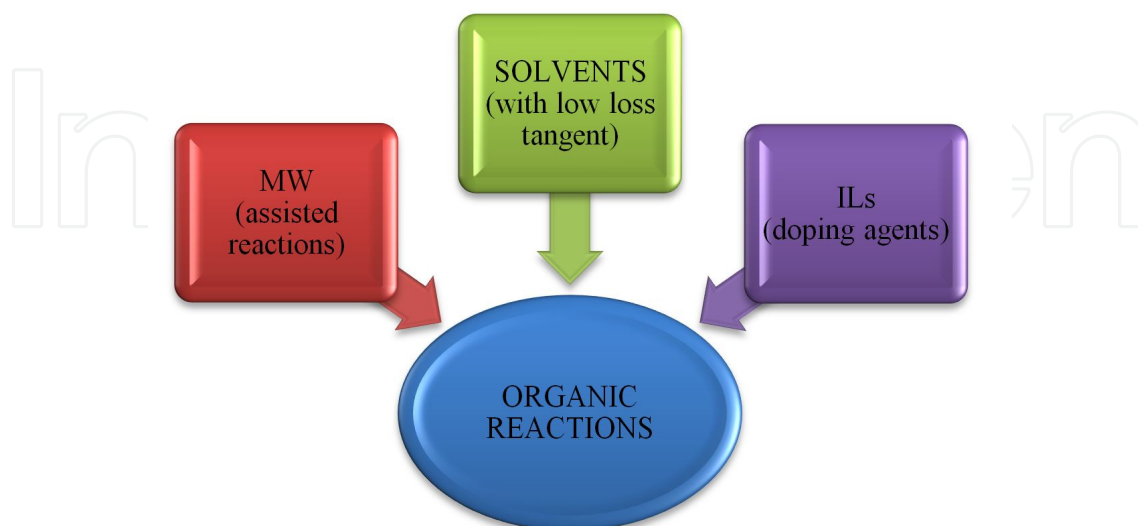 SOLVENTS
(with low loss
tangent)
MW
(assisted
reactions)
ILs
(doping agents)
ORGANIC
REACTIONS